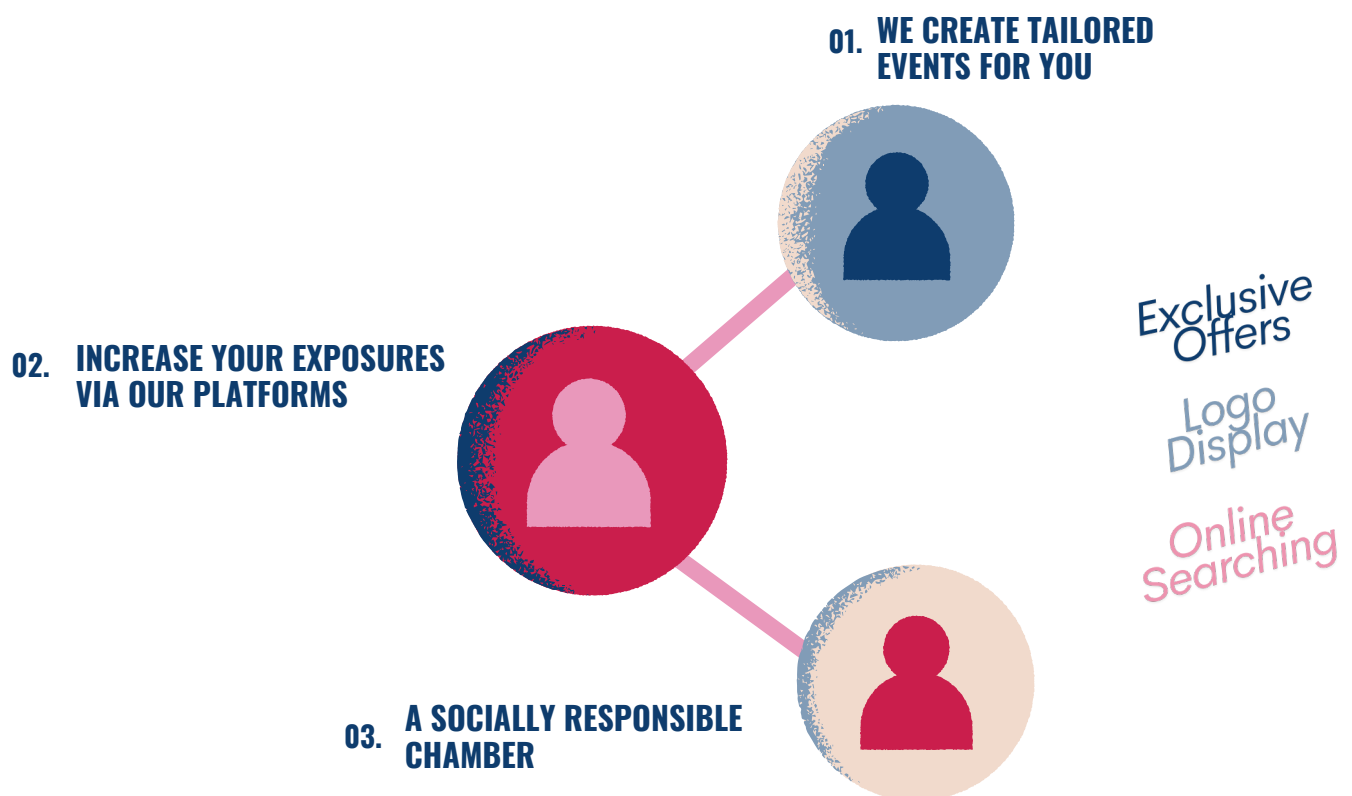 01.
WE CREATE TAILORED
EVENTS FOR YOU
Exclusive
Offers
02.
INCREASE YOUR EXPOSURES
VIA OUR PLATFORMS
Logo
Display
Online
Searching
03.
A SOCIALLY RESPONSIBLE
CHAMBER